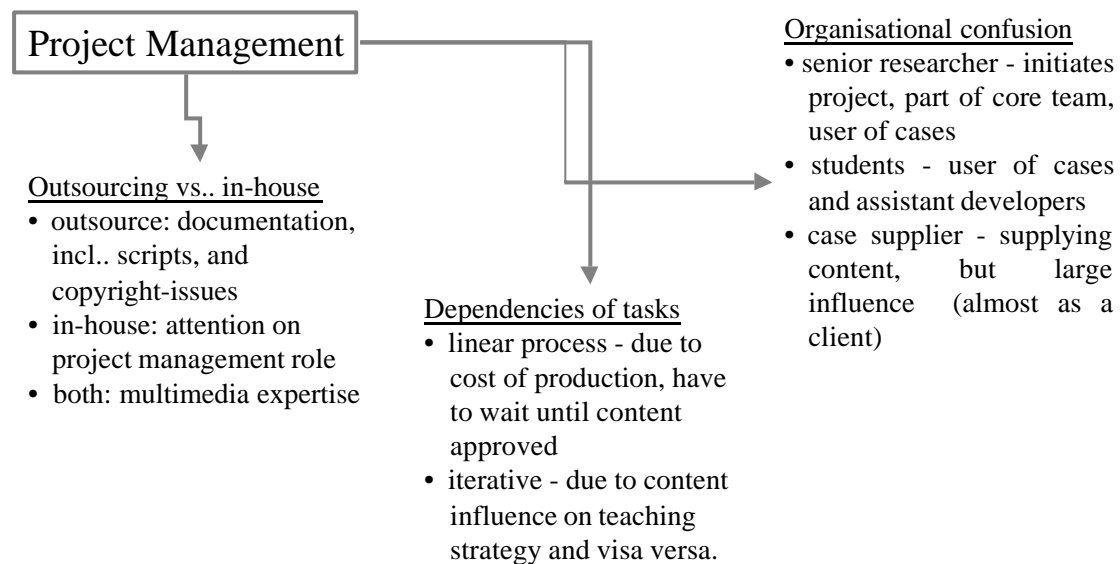 Project Management
Outsourcing vs.. in-house
• outsource: documentation,
incl.. scripts, and
copyright-issues
• in-house: attention on
project management role
• both: multimedia expertise
Dependencies of tasks
• linear process - due to
cost of production, have
to wait until content
approved
• iterative - due to content
influence on teaching
strategy and visa versa.
Organisational confusion
• senior researcher - initiates
project, part of core team,
user of cases
• students - user of cases
and assistant developers
• case supplier - supplying
content, but large
influence (almost as a
client)